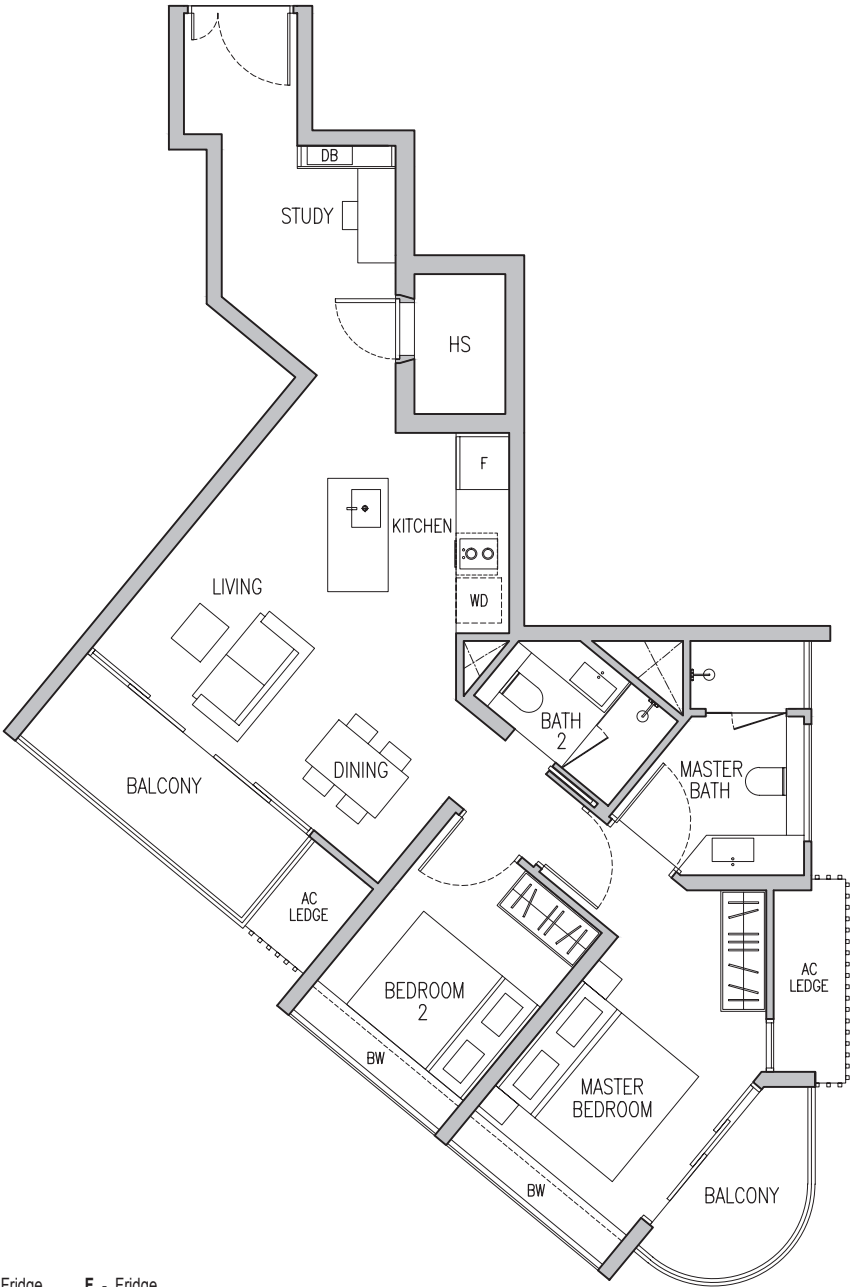 DB
STUDY
HS
F
KITCHEN
WD
LIVING
BATH
2
MASTER
BATH
DINING
BALCONY
AC
LEDGE
AC
LEDGE
BEDROOM
2
BW
MASTER
BEDROOM
BW
BALCONY
Fridge F - Fridge